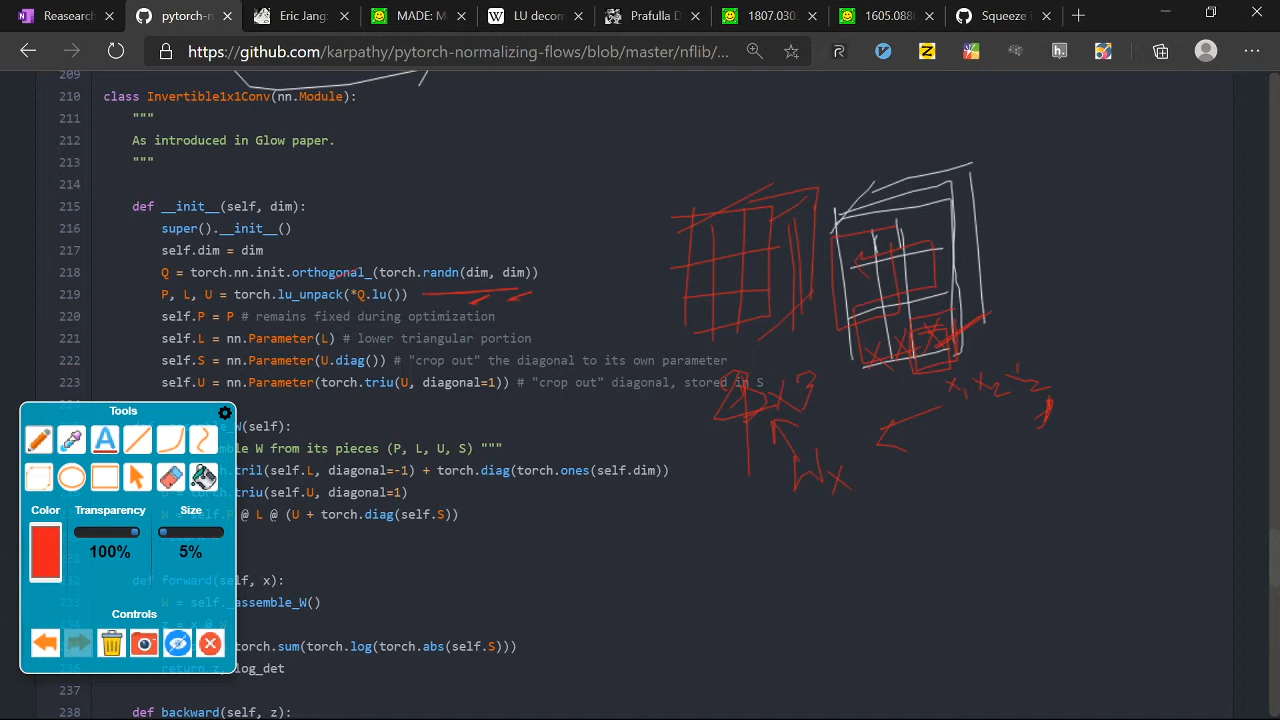 Reasearch
pytorch-n
Eric Jang:
MADE: M
LU decom
Prafulla D
1807.030
1605.088
Squeeze i
https://github.com/karpathy/pytorch-normalizing-flows/blob/master/nflib/...
209
210 class Invertible1x1Conv(nn.Module):
211 """
212 As introduced in Glow paper.
213 """
214
215 def __init__(self, dim):
216 super().__init__()
217 self.dim = dim
218 Q = torch.nn.init.orthogonal_(torch.randn(dim, dim))
219 P, L, U = torch.lu_unpack(*Q.lu())
220 self.P = P # remains fixed during optimization
221 self.L = nn.Parameter(L) # lower triangular portion
222 self.S = nn.Parameter(U.diag()) # "crop out" the diagonal to its own parameter
223 self.U = nn.Parameter(torch.triu(U, diagonal=1)) # "crop out" diagonal, stored in S
_W(self):
W from its pieces (P, L, U, S) """
tril(self.L, diagonal=-1) + torch.diag(torch.ones(self.dim))
triu(self.U, diagonal=1)
W = self.P @ L @ (U + torch.diag(self.S))
def forward(self, x):
W = self._assemble_W()
z = x @ W
torch.sum(torch.log(torch.abs(self.S)))
return z, log_det
237
238 def backward(self, z):
Tools
Color
Transparency
Size
100%
5%
Controls
x x x
x1 x2
x3
Wx